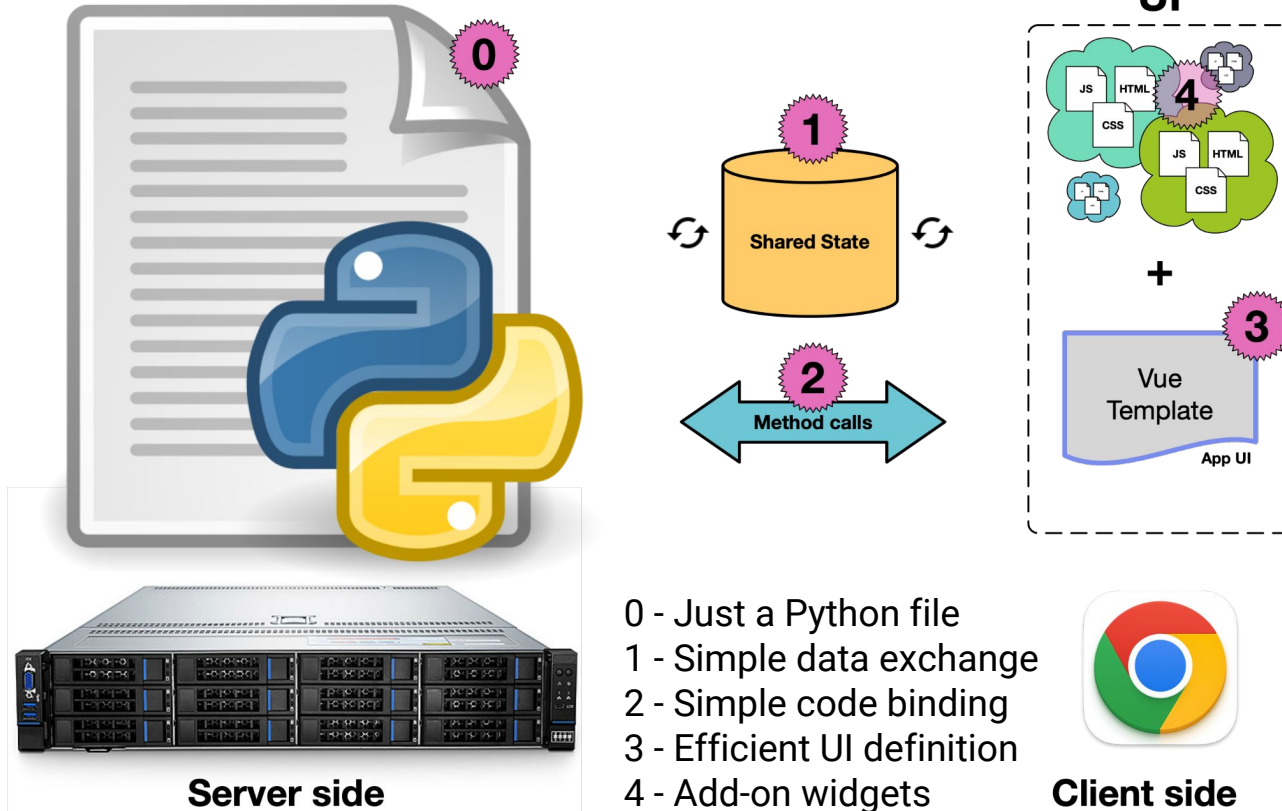 UI
0
1
Shared State
2
Method calls
JS
HTML
CSS
4
JS
HTML
CSS
+
3
Vue
Template
App UI
0 - Just a Python file
1 - Simple data exchange
2 - Simple code binding
3 - Efficient UI definition
4 - Add-on widgets
Server side
Client side